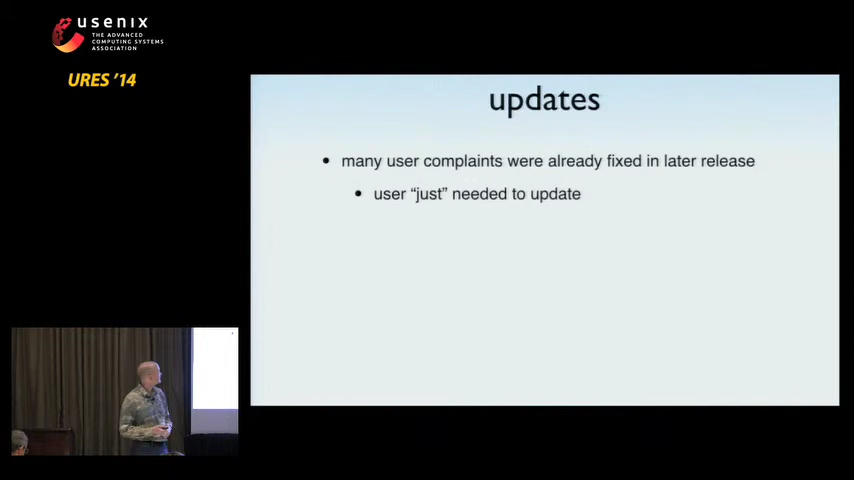 usenix
THE ADVANCED
COMPUTING SYSTEMS
ASSOCIATION
URES '14
updates
• many user complaints were already fixed in later release
• user “just” needed to update